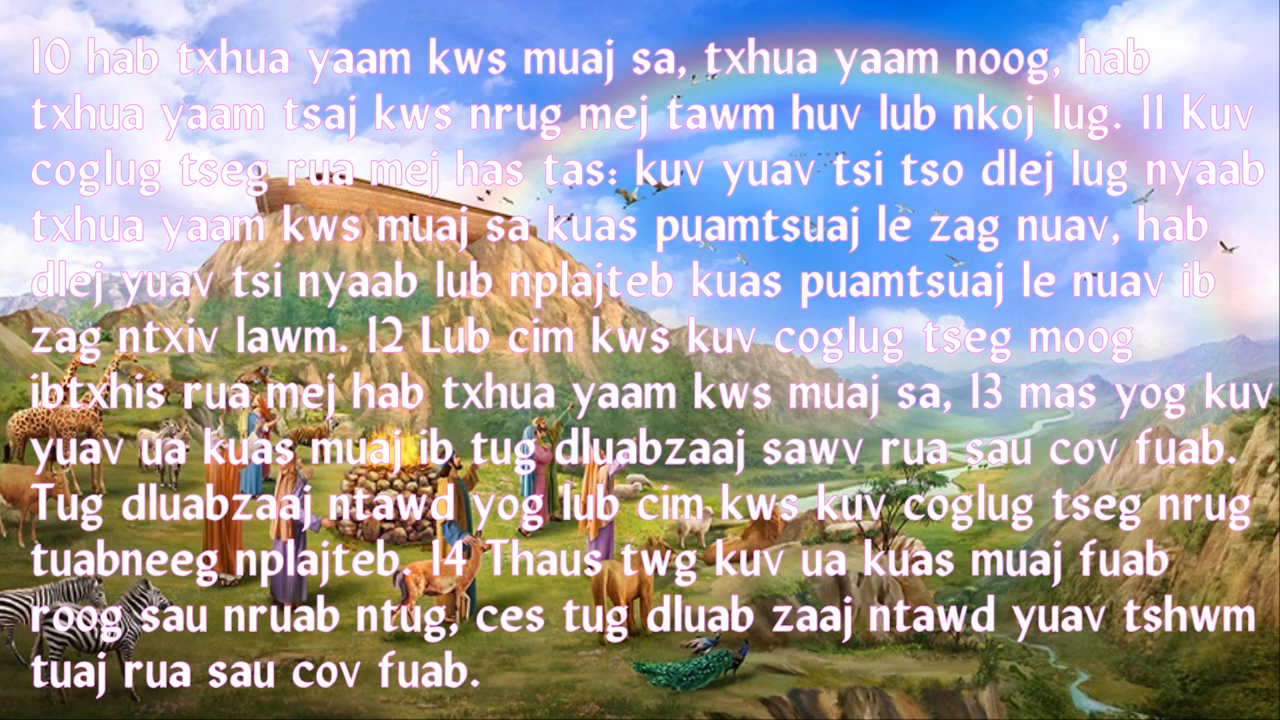 10 hab txhua yaam kws muaj sa, txhua yaam noog, hab
txhua yaam tsaj kws nrug mej tawm huv lub nkoj lug. 11 Kuv
coglug tseg rua mej has tas: kuv yuav tsi tso dlej lug nyaab
txhua yaam kws muaj sa kuas puamtsuaj le zag nuav, hab
dlej yuav tsi nyaab lub nplajteb kuas puamtsuaj le nuav ib
zag ntxiv lawm. 12 Lub cim kws kuv coglug tseg moog
ibtxhis rua mej hab txhua yaam kws muaj sa, 13 mas yog kuv
yuav ua kuas muaj ib tug dluabzaaj sawv rua sau cov fuab.
Tug dluabzaaj ntawd yog lub cim kws kuv coglug tseg nrug
tuabneeg nplajteb. 14 Thaus twg kuv ua kuas muaj fuab
roog sau nruab ntug, ces tug dluab zaaj ntawd yuav tshwm
tuaj rua sau cov fuab.